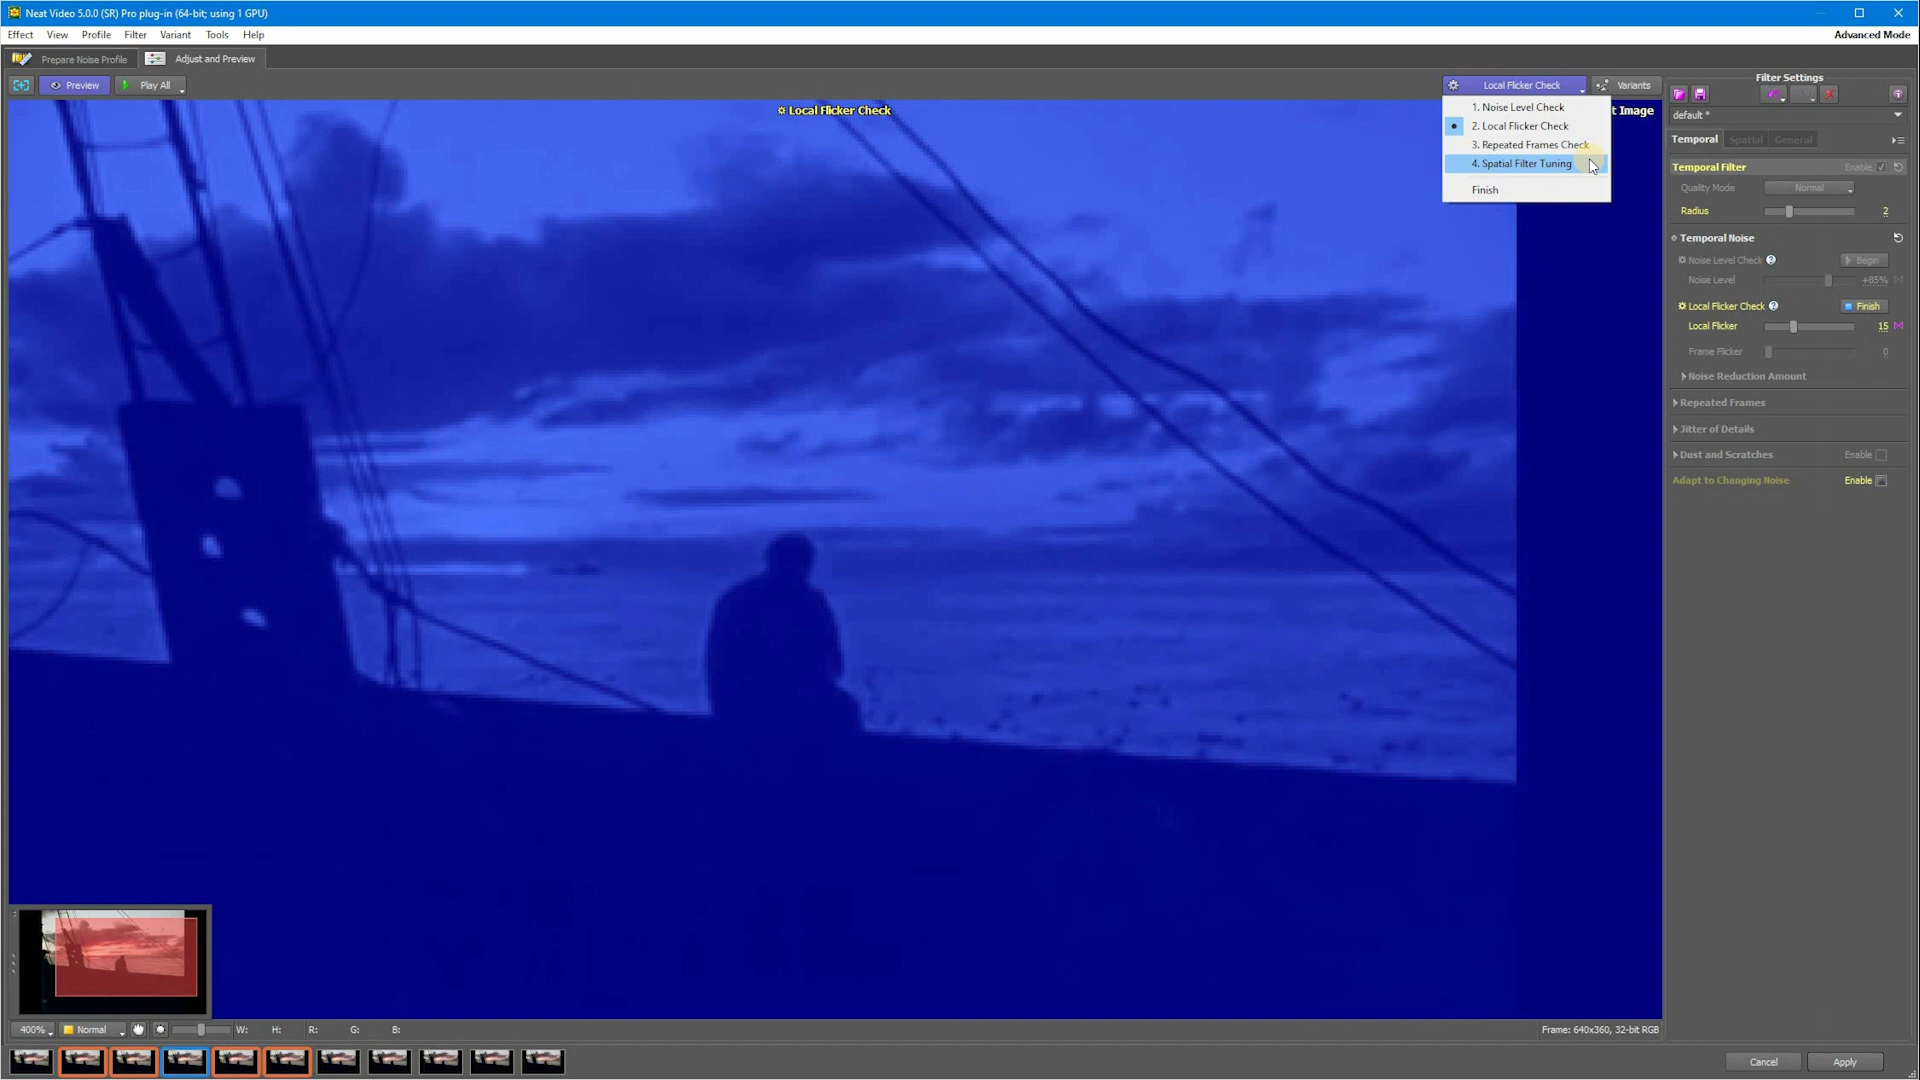 Neat Video 5.0.0 (SR) Pro plug-in (64-bit; using 1 GPU)
Effect View Profile Filter Variant Tools Help
Advanced Mode
Prepare Noise Profile
Adjust and Preview
Preview
Play All
Local Flicker Check
Variants
Local Flicker Check
t Image
1. Noise Level Check
2. Local Flicker Check
3. Repeated Frames Check
4. Spatial Filter Tuning
Finish
Filter Settings
default *
Temporal Spatial General
Temporal Filter Enable
Quality Mode Normal
Radius 2
Temporal Noise
Noise Level Check Begin
Noise Level +85%
Local Flicker Check Finish
Local Flicker 15
Frame Flicker 0
Noise Reduction Amount
Repeated Frames
Jitter of Details
Dust and Scratches Enable
Adapt to Changing Noise Enable
400% Normal W: H: R: G: B:
Frame: 640x360, 32-bit RGB
Cancel Apply